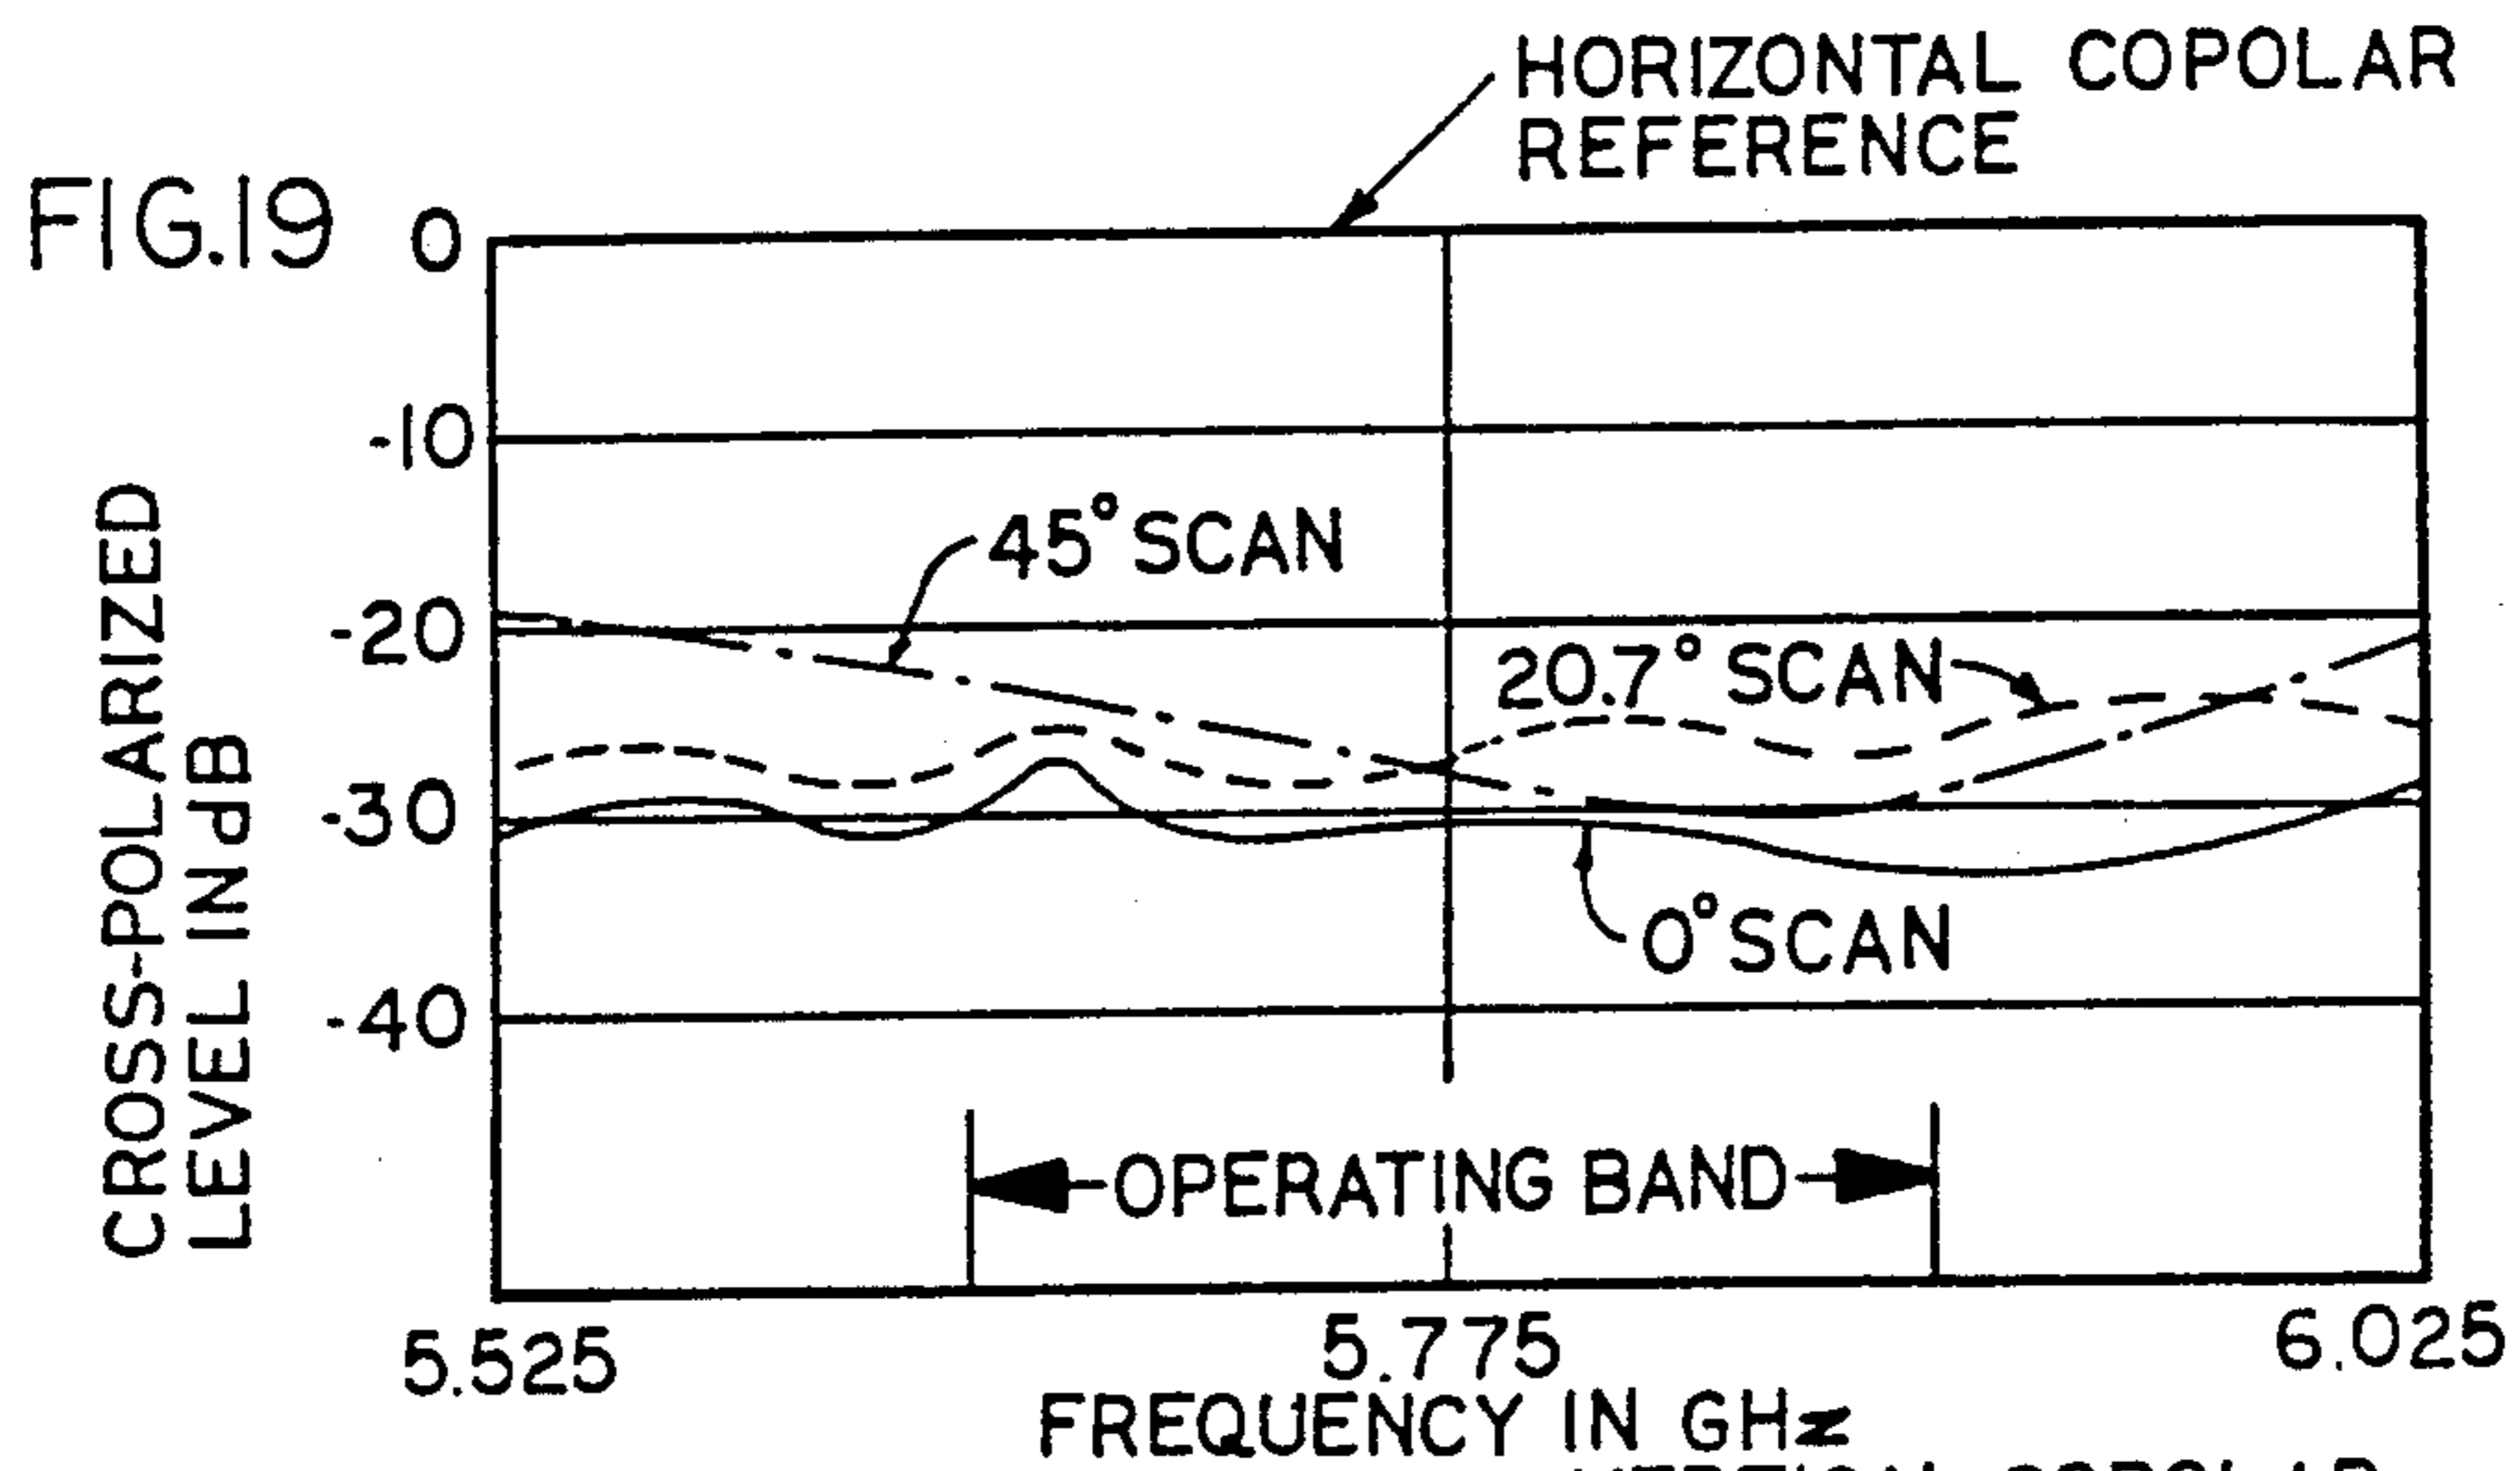 HORIZONTAL COPOLAR
REFERENCE
FIG.19
0
-10
-20
-30
-40
CROSS-POLARIZED
LEVEL IN dB
45° SCAN
20.7° SCAN
0° SCAN
OPERATING BAND
5.525
5.775
6.025
FREQUENCY IN GHz